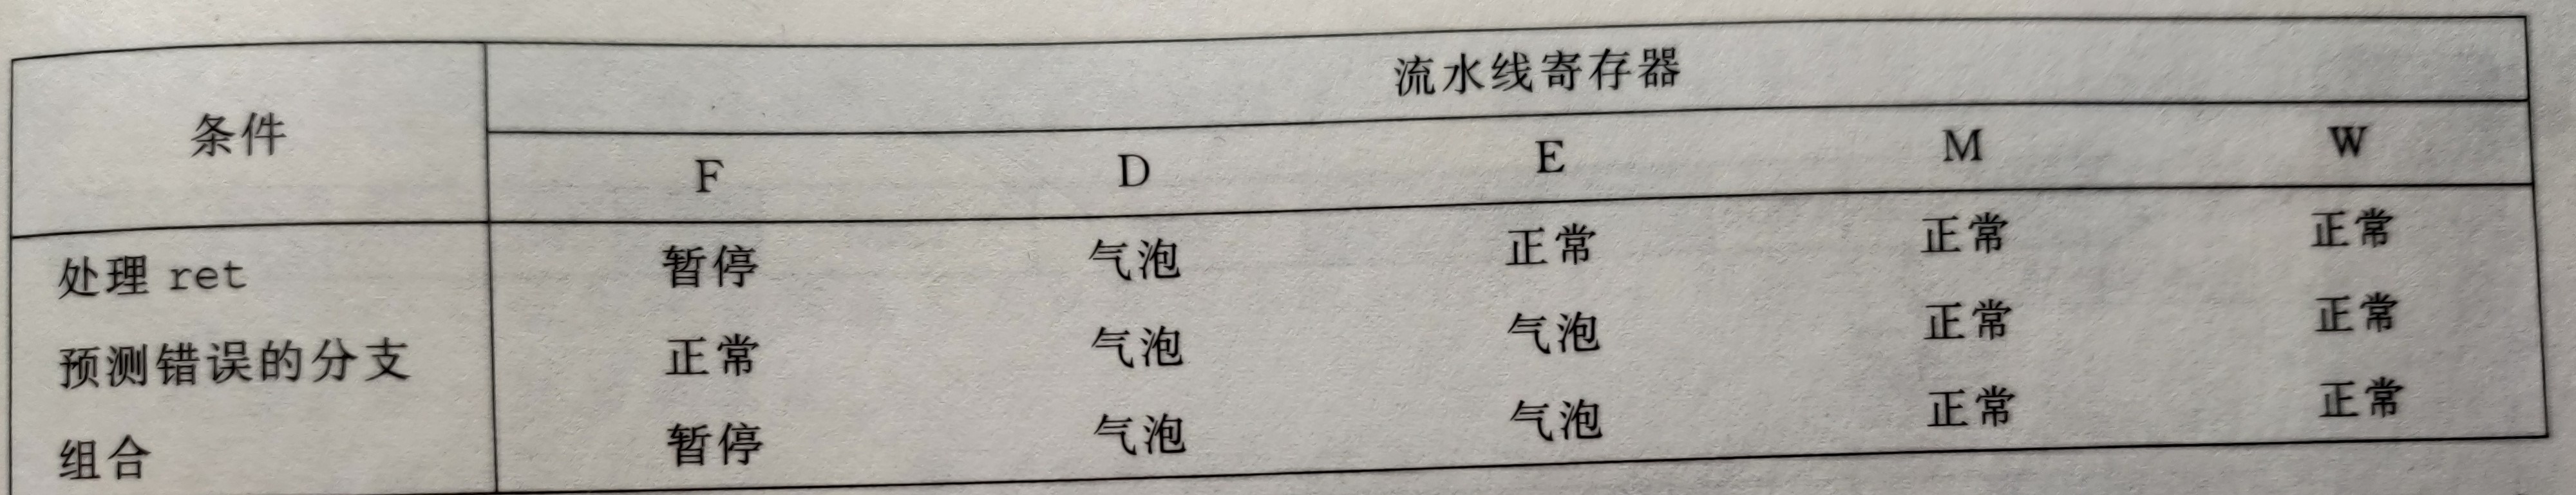 条件 流水线寄存器
F D E M W
处理 ret 暂停 气泡 正常 正常 正常
预测错误的分支 正常 气泡 气泡 正常 正常
组合 暂停 气泡 气泡 正常 正常